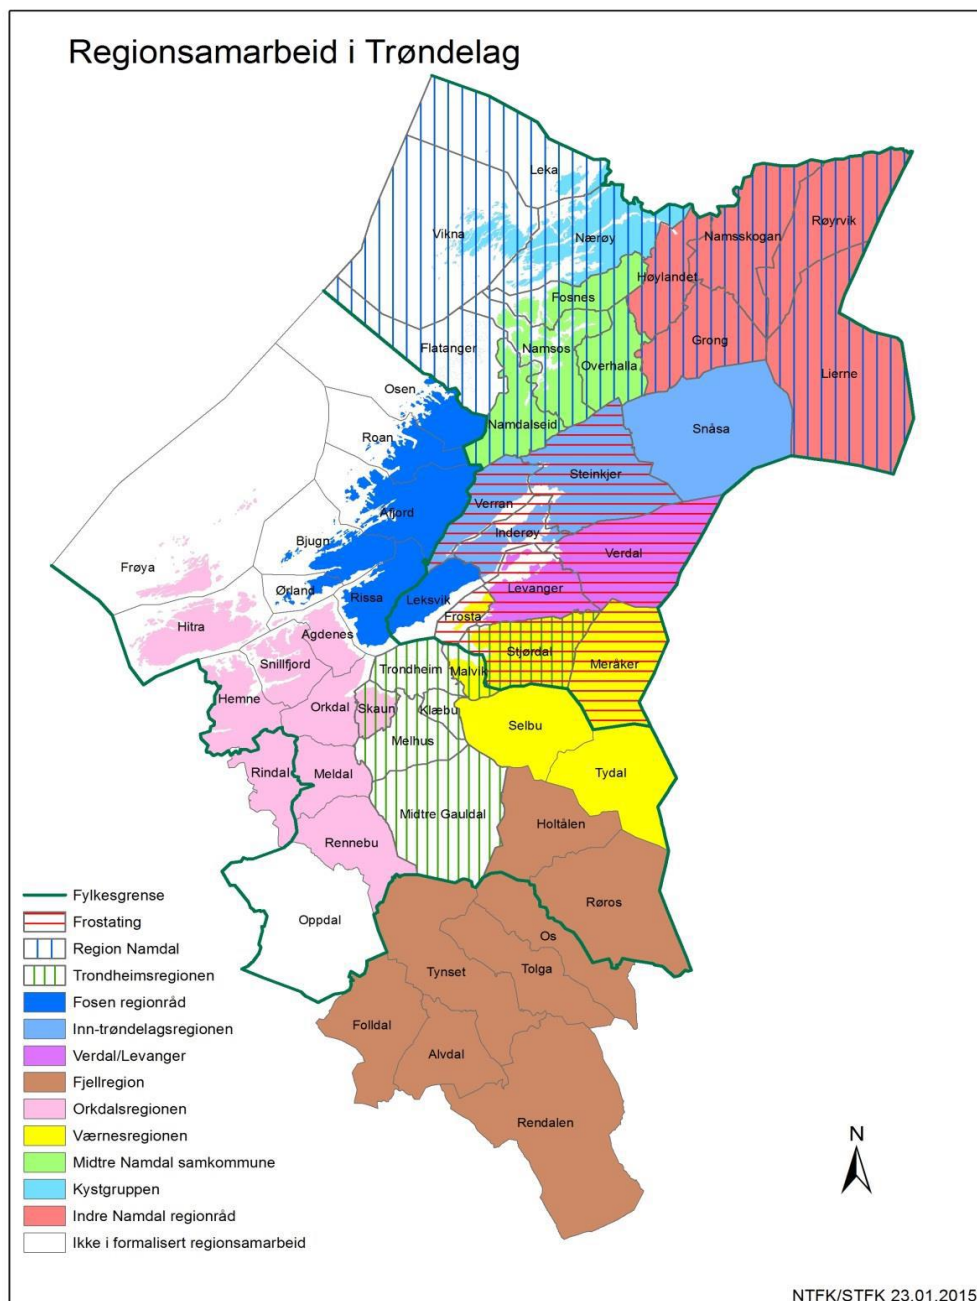 Regionsamarbeid i Trøndelag
Leka
Røyrvik
Vikna
Nærøy
Namsskogan
Høylandet
Fosnes
Grong
Flatanger
Namsos
Overhalla
Lierne
Osen
Namdalseid
Snåsa
Roan
Steinkjer
Verran
Åfjord
Inderøy
Bjugn
Verdal
Frøya
Ørland
Rissa
Leksvik
Levanger
Frosta
Hitra
Agdenes
Stjørdal
Snillfjord
Trondheim
Malvik
Meråker
Hemne
Orkdal
Skaun
Klæbu
Selbu
Melhus
Rindal
Meldal
Tydal
Midtre Gauldal
Holtålen
Rennebu
Røros
Oppdal
Os
Tynset
Tolga
Folldal
Alvdal
Rendalen
Fylkesgrense
Frostating
Region Namdal
Trondheimsregionen
Fosen regionråd
Inn-trøndelagsregionen
Verdal/Levanger
Fjellregion
Orkdalsregionen
Værnesregionen
Midtre Namdal samkommune
Kystgruppen
Indre Namdal regionråd
Ikke i formalisert regionsamarbeid
N
NTFK/STFK 23.01.2015